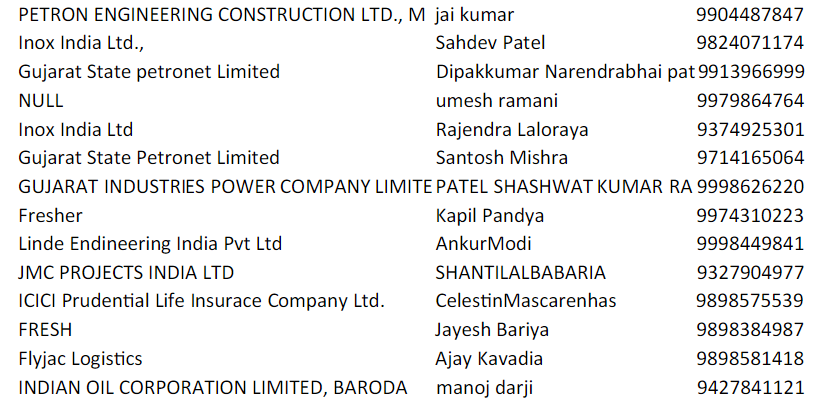 PETRON ENGINEERING CONSTRUCTION LTD., M jai kumar 9904487847
Inox India Ltd., Sahdev Patel 9824071174
Gujarat State petronet Limited Dipakkumar Narendrabhai pat 9913966999
NULL umesh ramani 9979864764
Inox India Ltd Rajendra Laloraya 9374925301
Gujarat State Petronet Limited Santosh Mishra 9714165064
GUJARAT INDUSTRIES POWER COMPANY LIMITE PATEL SHASHWAT KUMAR RA 9998626220
Fresher Kapil Pandya 9974310223
Linde Endineering India Pvt Ltd AnkurModi 9998449841
JMC PROJECTS INDIA LTD SHANTILALBABARIA 9327904977
ICICI Prudential Life Insurace Company Ltd. CelestinMascarenhas 9898575539
FRESH Jayesh Bariya 9898384987
Flyjac Logistics Ajay Kavadia 9898581418
INDIAN OIL CORPORATION LIMITED, BARODA manoj darji 9427841121